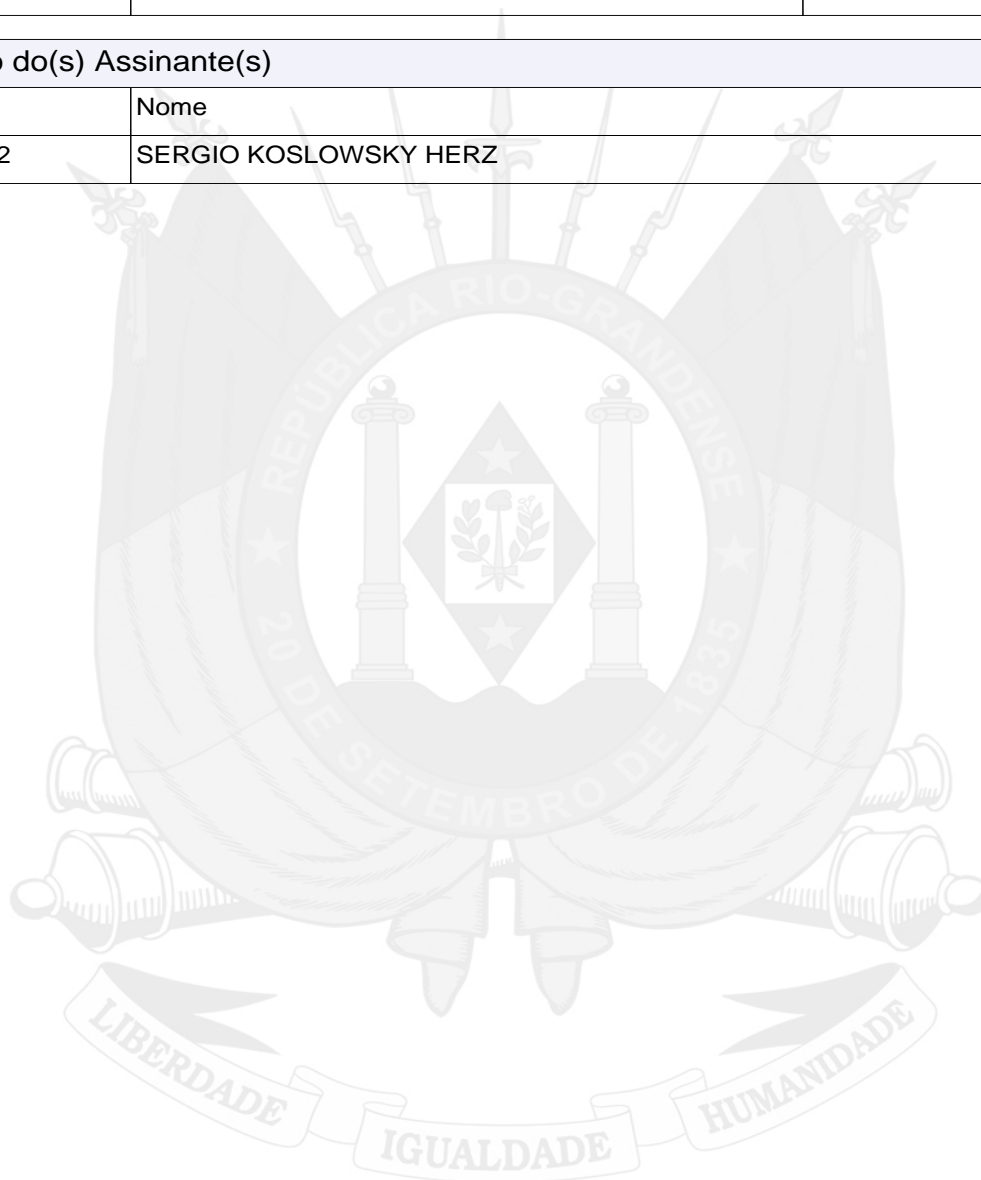 o do(s) Assinante(s)
Nome
2 SERGIO KOSLOWSKY HERZ
REPÚBLICA RIO-GRANDENSE
20 DE SETEMBRO DE 1835
LIBERDADE IGUALDADE HUMANIDADE